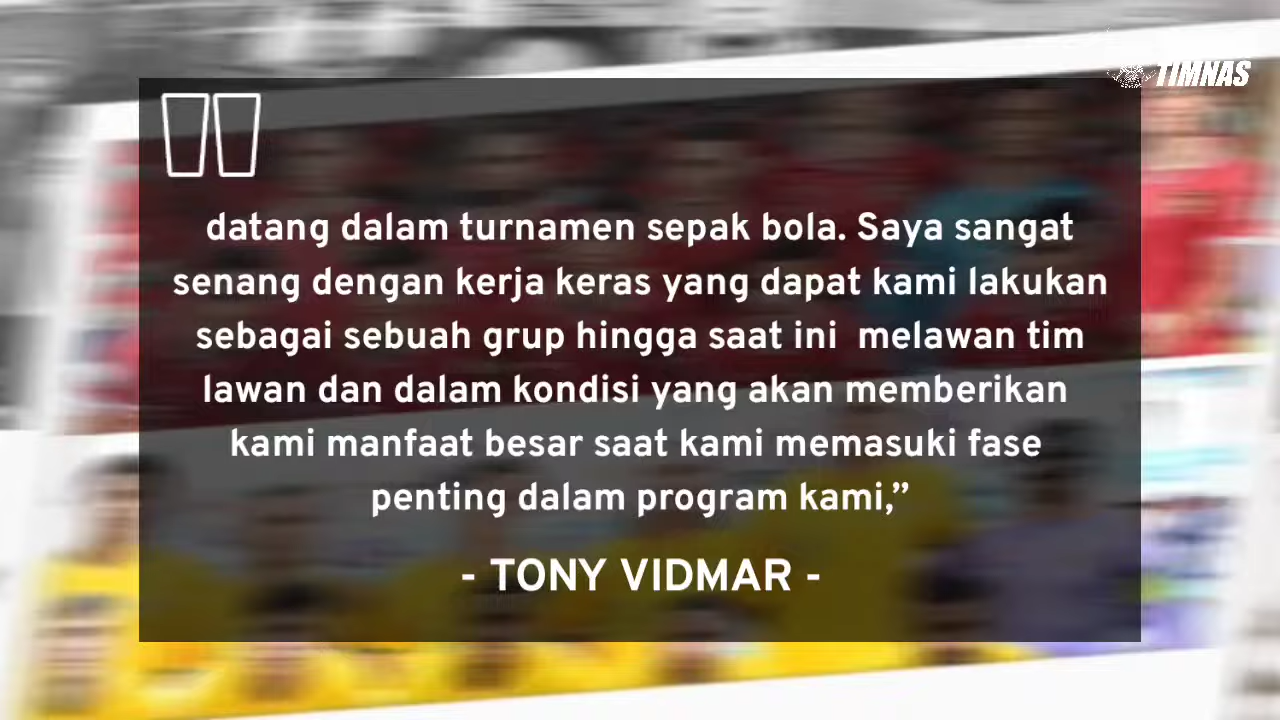 TIMNAS
datang dalam turnamen sepak bola. Saya sangat
senang dengan kerja keras yang dapat kami lakukan
sebagai sebuah grup hingga saat ini  melawan tim
lawan dan dalam kondisi yang akan memberikan
kami manfaat besar saat kami memasuki fase
penting dalam program kami,”
- TONY VIDMAR -